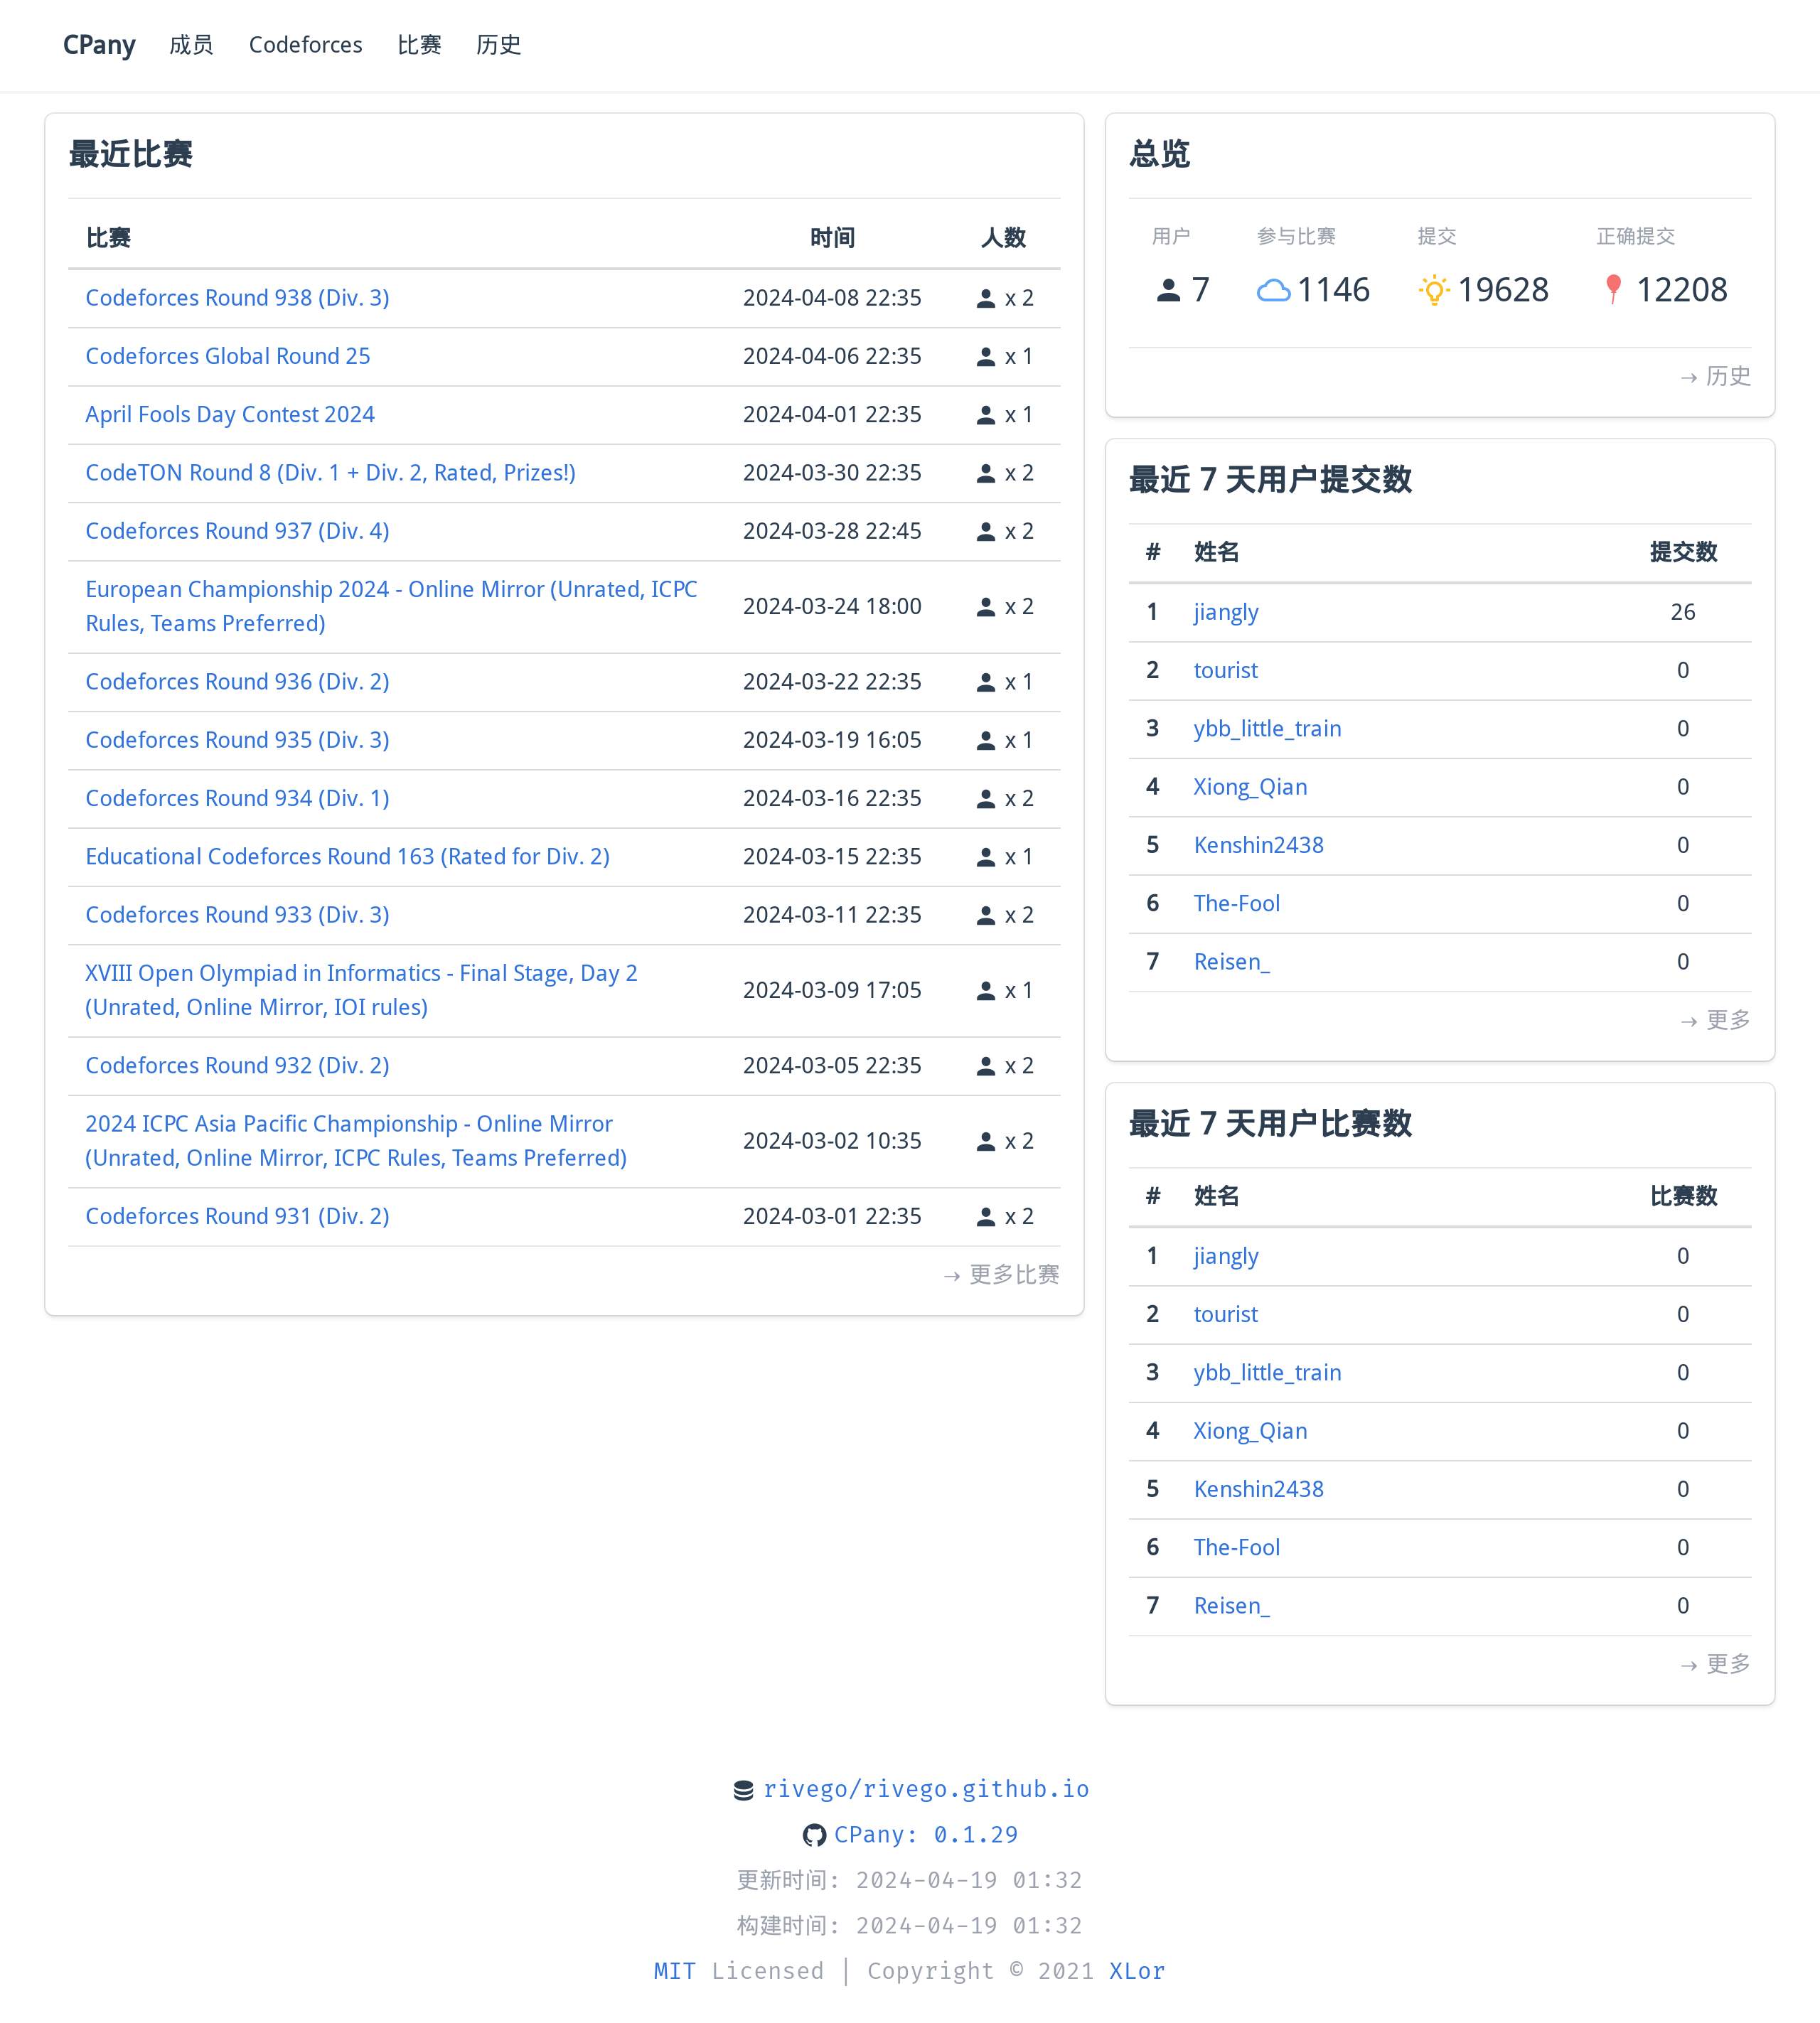 CPany 成员 Codeforces 比赛 历史
最近比赛
比赛 时间 人数
Codeforces Round 938 (Div. 3) 2024-04-08 22:35 x 2
Codeforces Global Round 25 2024-04-06 22:35 x 1
April Fools Day Contest 2024 2024-04-01 22:35 x 1
CodeTON Round 8 (Div. 1 + Div. 2, Rated, Prizes!) 2024-03-30 22:35 x 2
Codeforces Round 937 (Div. 4) 2024-03-28 22:45 x 2
European Championship 2024 - Online Mirror (Unrated, ICPC
Rules, Teams Preferred) 2024-03-24 18:00 x 2
Codeforces Round 936 (Div. 2) 2024-03-22 22:35 x 1
Codeforces Round 935 (Div. 3) 2024-03-19 16:05 x 1
Codeforces Round 934 (Div. 1) 2024-03-16 22:35 x 2
Educational Codeforces Round 163 (Rated for Div. 2) 2024-03-15 22:35 x 1
Codeforces Round 933 (Div. 3) 2024-03-11 22:35 x 2
XVIII Open Olympiad in Informatics - Final Stage, Day 2
(Unrated, Online Mirror, IOI rules) 2024-03-09 17:05 x 1
Codeforces Round 932 (Div. 2) 2024-03-05 22:35 x 2
2024 ICPC Asia Pacific Championship - Online Mirror
(Unrated, Online Mirror, ICPC Rules, Teams Preferred) 2024-03-02 10:35 x 2
Codeforces Round 931 (Div. 2) 2024-03-01 22:35 x 2
→ 更多比赛
总览
用户 参与比赛 提交 正确提交
7 1146 19628 12208
→ 历史
最近 7 天用户提交数
# 姓名 提交数
1 jiangly 26
2 tourist 0
3 ybb_little_train 0
4 Xiong_Qian 0
5 Kenshin2438 0
6 The-Fool 0
7 Reisen_ 0
→ 更多
最近 7 天用户比赛数
# 姓名 比赛数
1 jiangly 0
2 tourist 0
3 ybb_little_train 0
4 Xiong_Qian 0
5 Kenshin2438 0
6 The-Fool 0
7 Reisen_ 0
→ 更多
rivego/rivego.github.io
CPany: 0.1.29
更新时间: 2024-04-19 01:32
构建时间: 2024-04-19 01:32
MIT Licensed | Copyright © 2021 XLor